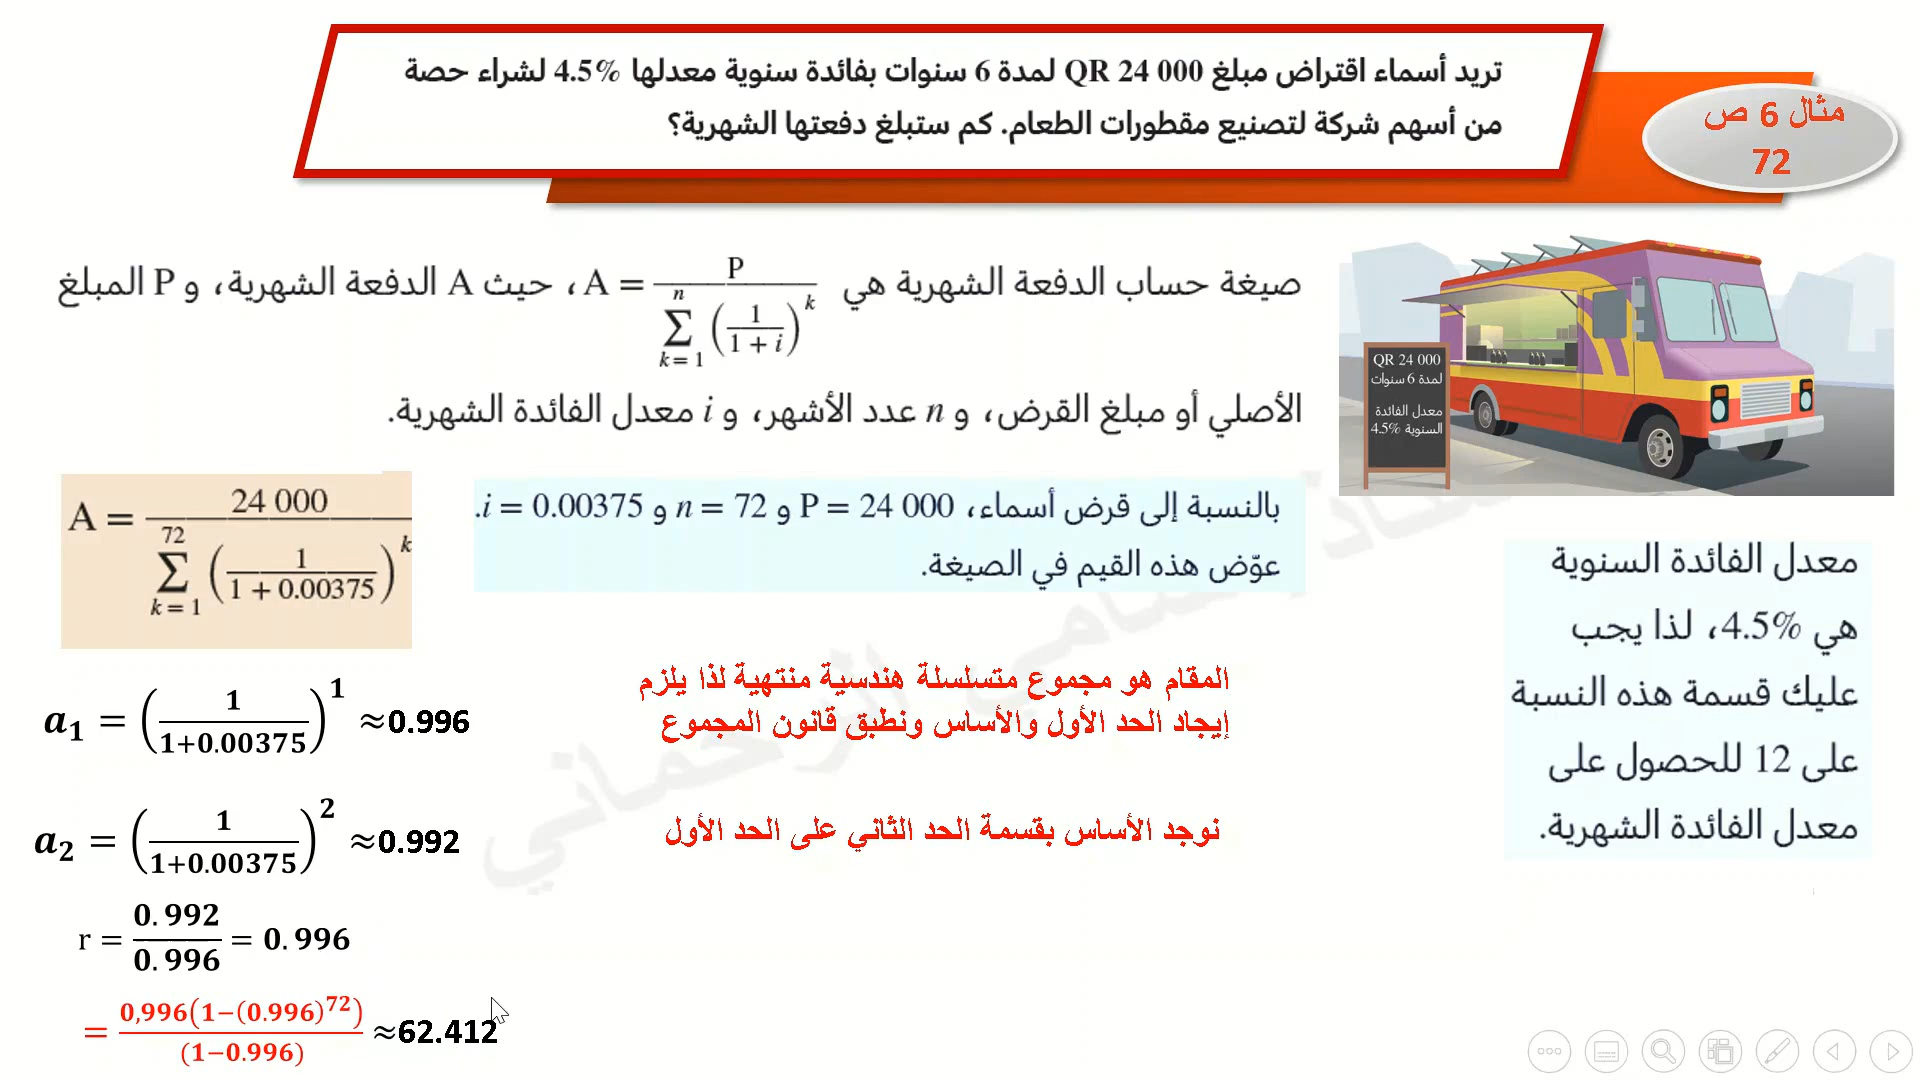 تريد أسماء اقتراض مبلغ QR 24 000 لمدة 6 سنوات بفائدة سنوية معدلها 4.5% لشراء حصة
من أسهم شركة لتصنيع مقطورات الطعام. كم ستبلغ دفعتها الشهرية؟
مثال 6 ص
72
صيغة حساب الدفعة الشهرية هي A = P / ∑_{k=1}^{n} (1/(1 + i))^k ، حيث A الدفعة الشهرية، و P المبلغ
الأصلي أو مبلغ القرض، و n عدد الأشهر، و i معدل الفائدة الشهرية.
QR 24 000
لمدة 6 سنوات
معدل الفائدة
السنوية 4.5%
A = 24 000 / ∑_{k=1}^{72} (1/(1 + 0.00375))^k
بالنسبة إلى قرض أسماء، P = 24 000 و n = 72 و i = 0.00375.
عوّض هذه القيم في الصيغة.
معدل الفائدة السنوية
هي 4.5%، لذا يجب
عليك قسمة هذه النسبة
على 12 للحصول على
معدل الفائدة الشهرية.
المقام هو مجموع متسلسلة هندسية منتهية لذا يلزم
إيجاد الحد الأول والأساس ونطبق قانون المجموع
a₁ = (1/(1+0.00375))^1 ≈0.996
نوجد الأساس بقسمة الحد الثاني على الحد الأول
a₂ = (1/(1+0.00375))^2 ≈0.992
r = 0.992/0.996 = 0.996
= 0,996(1−(0.996)^72)/(1−0.996) ≈62.412